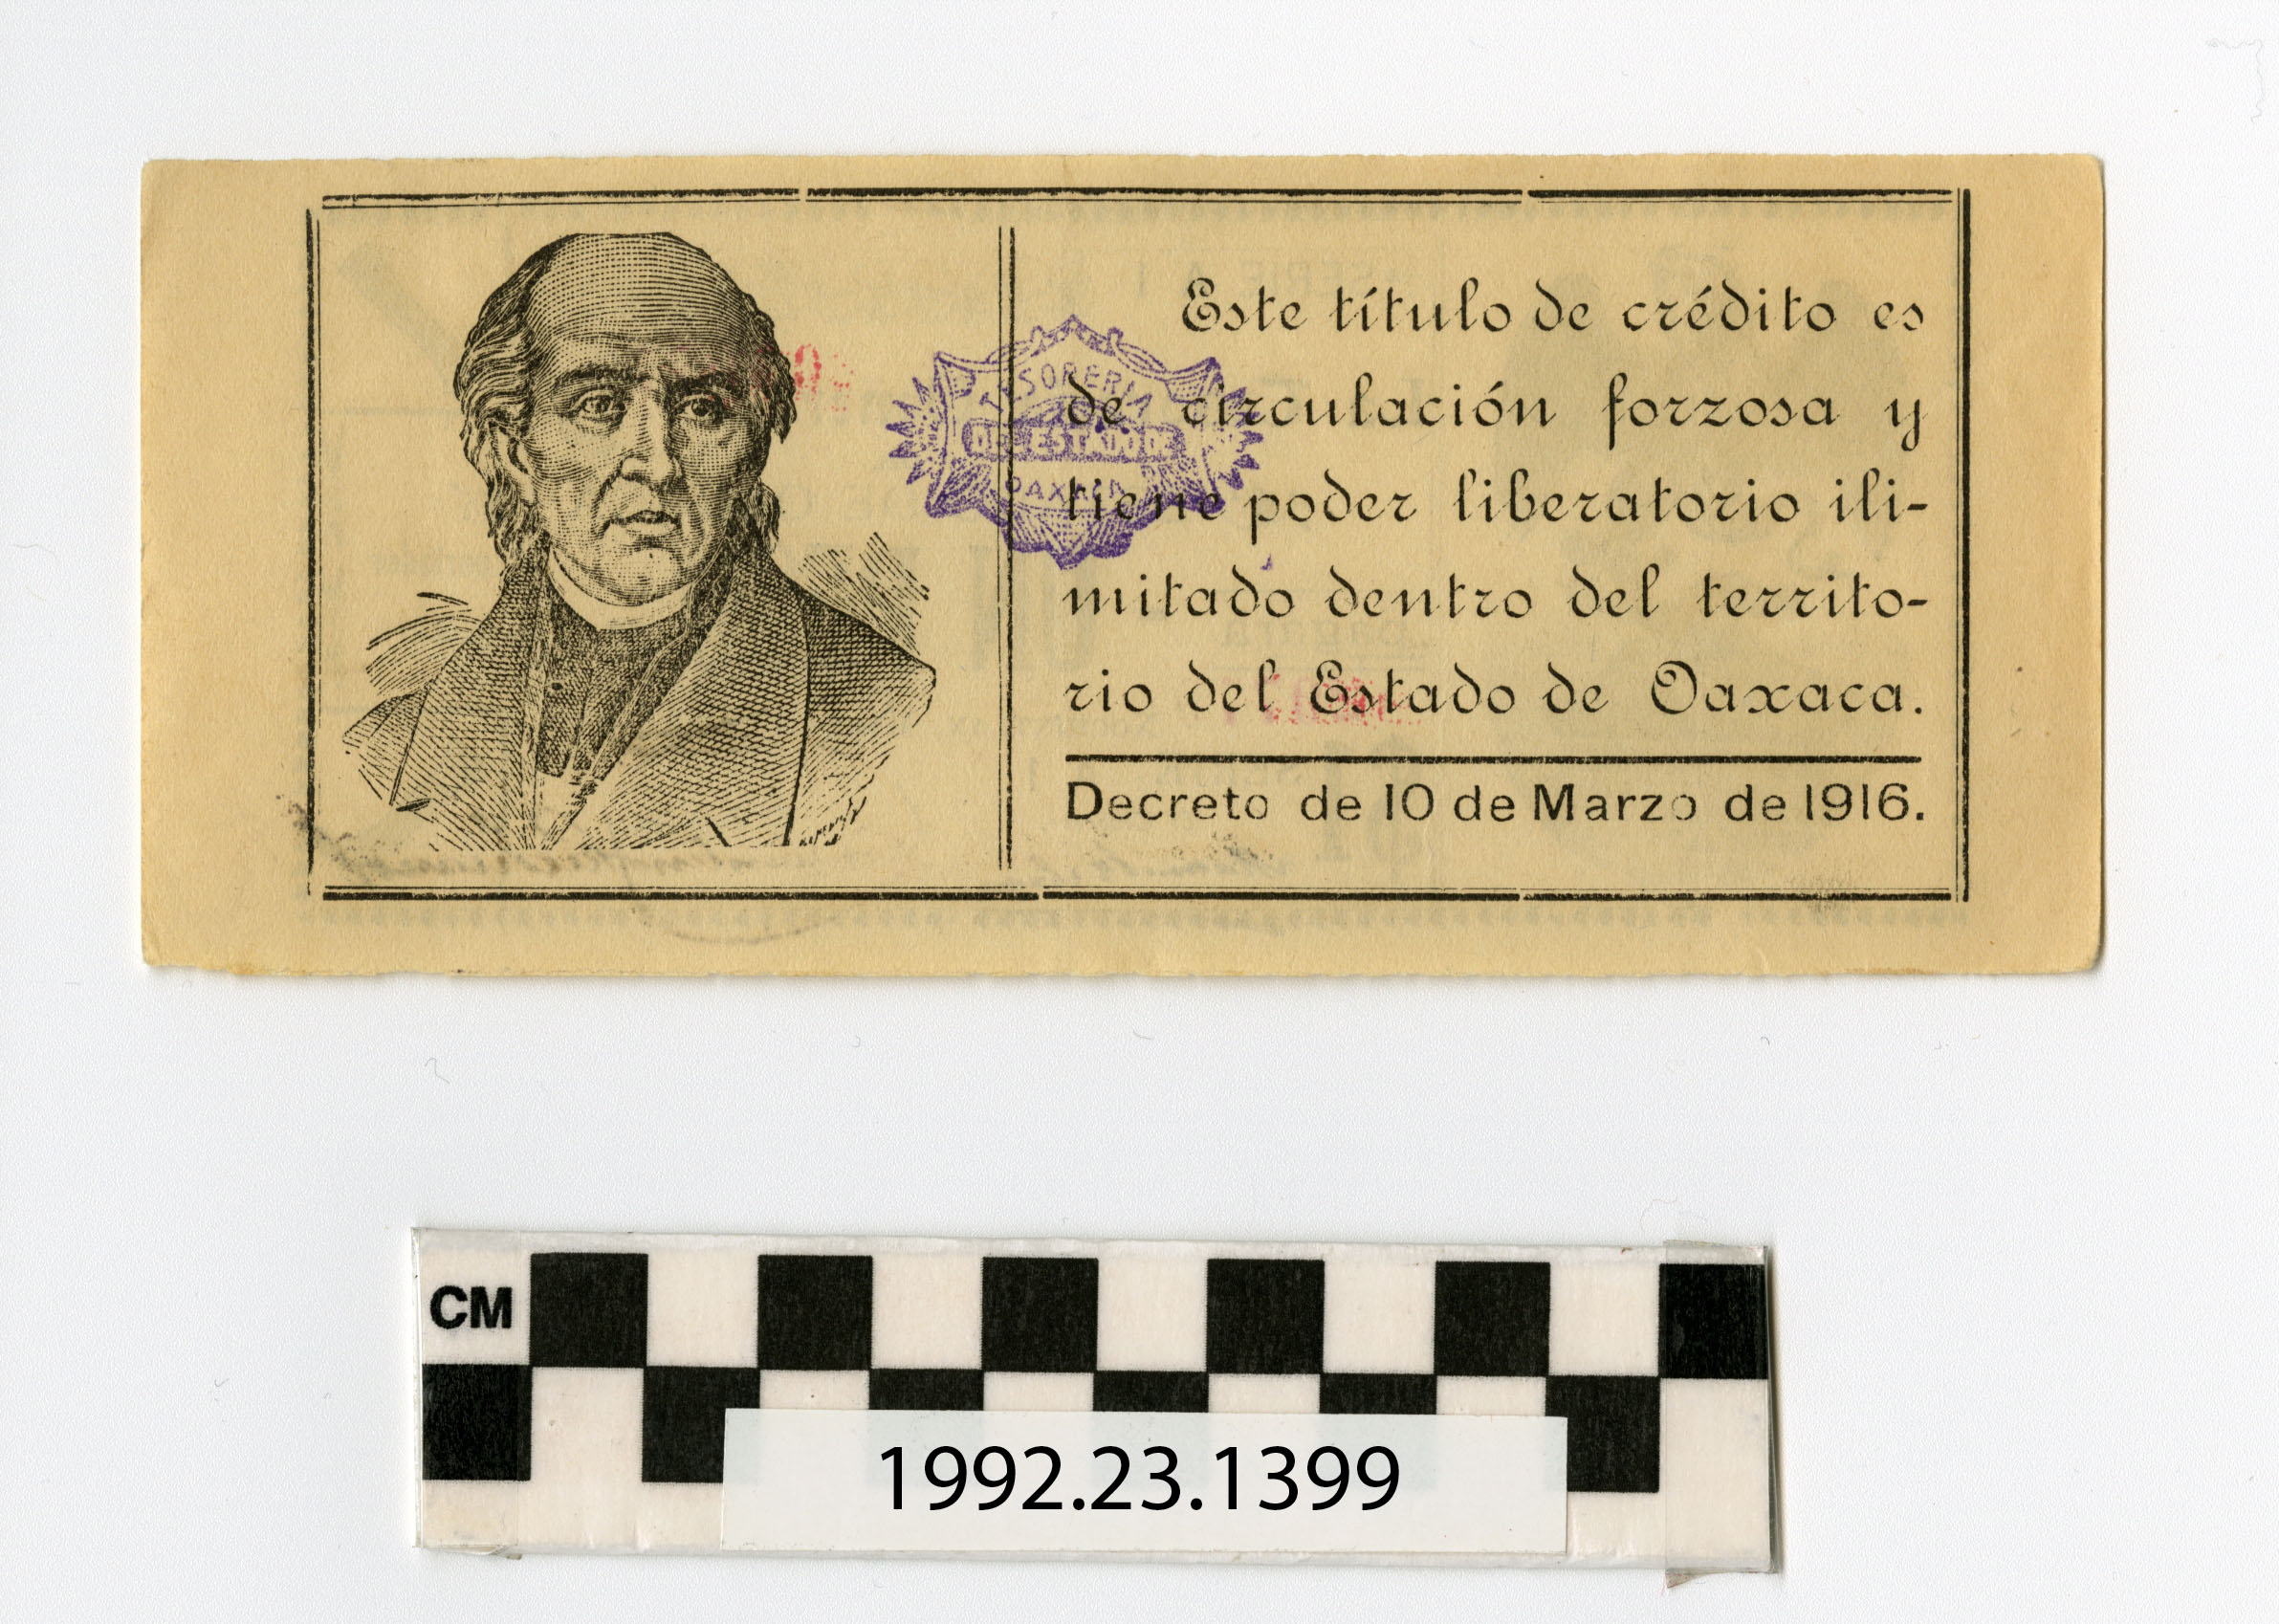 Este título de crédito es
de circulación forzosa y
tiene poder liberatorio ili-
mitado dentro del territo-
rio del Estado de Oaxaca.
Decreto de 10 de Marzo de 1916.
TESORERIA
DEL ESTADO DE
OAXACA
CM
1992.23.1399